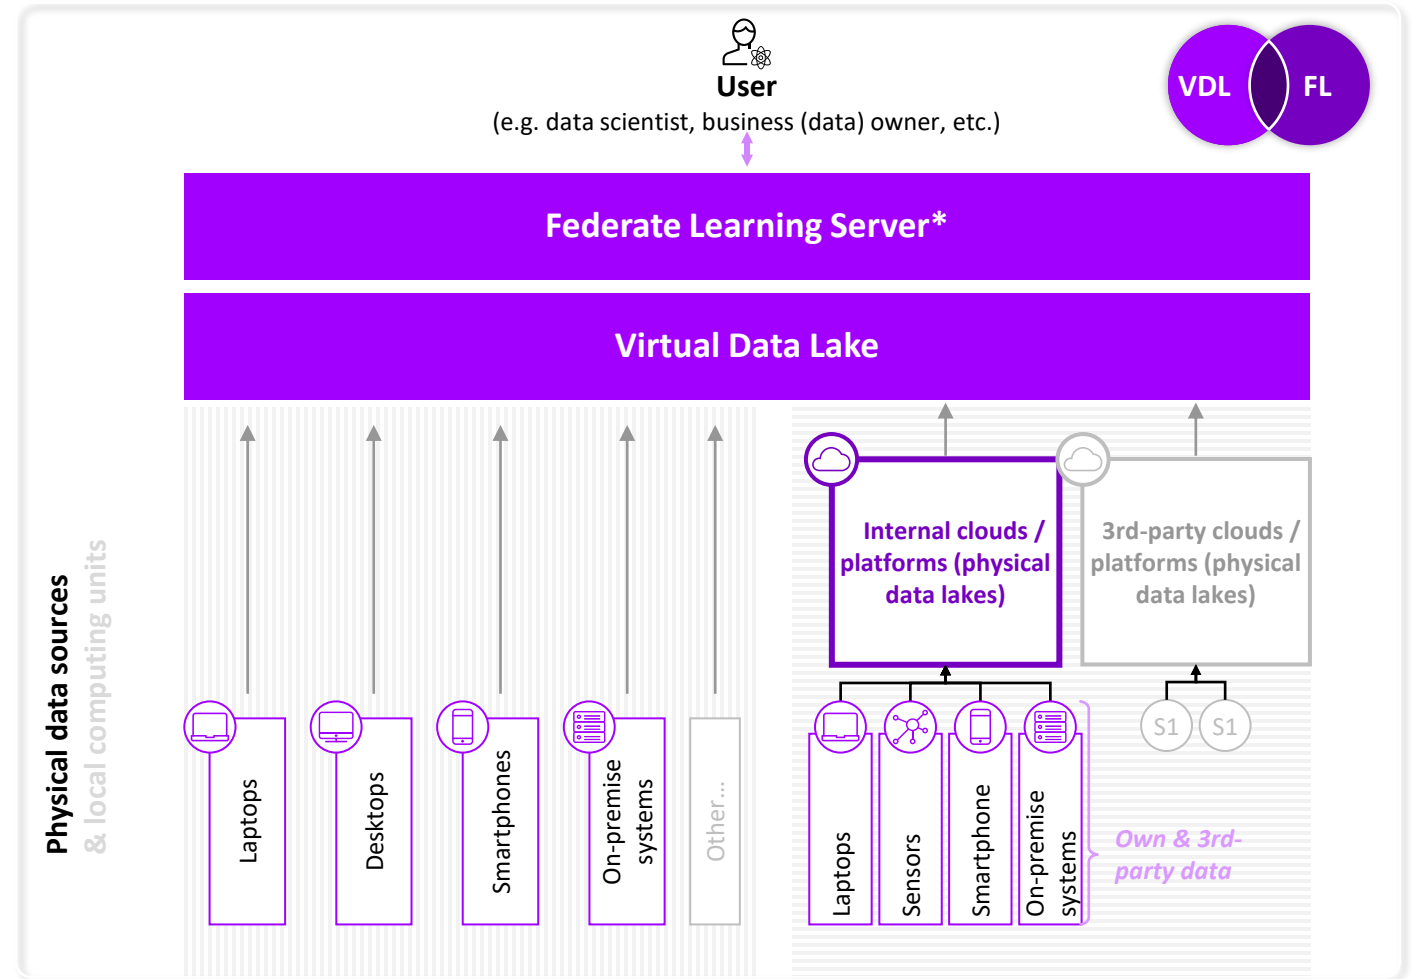 User
(e.g. data scientist, business (data) owner, etc.)
VDL
FL
Federate Learning Server*
Virtual Data Lake
Physical data sources
& local computing units
Internal clouds /
platforms (physical
data lakes)
3rd-party clouds /
platforms (physical
data lakes)
Laptops
Desktops
Smartphones
On-premise
systems
Other...
Laptops
Sensors
Smartphone
On-premise
systems
S1
S1
Own & 3rd-
party data